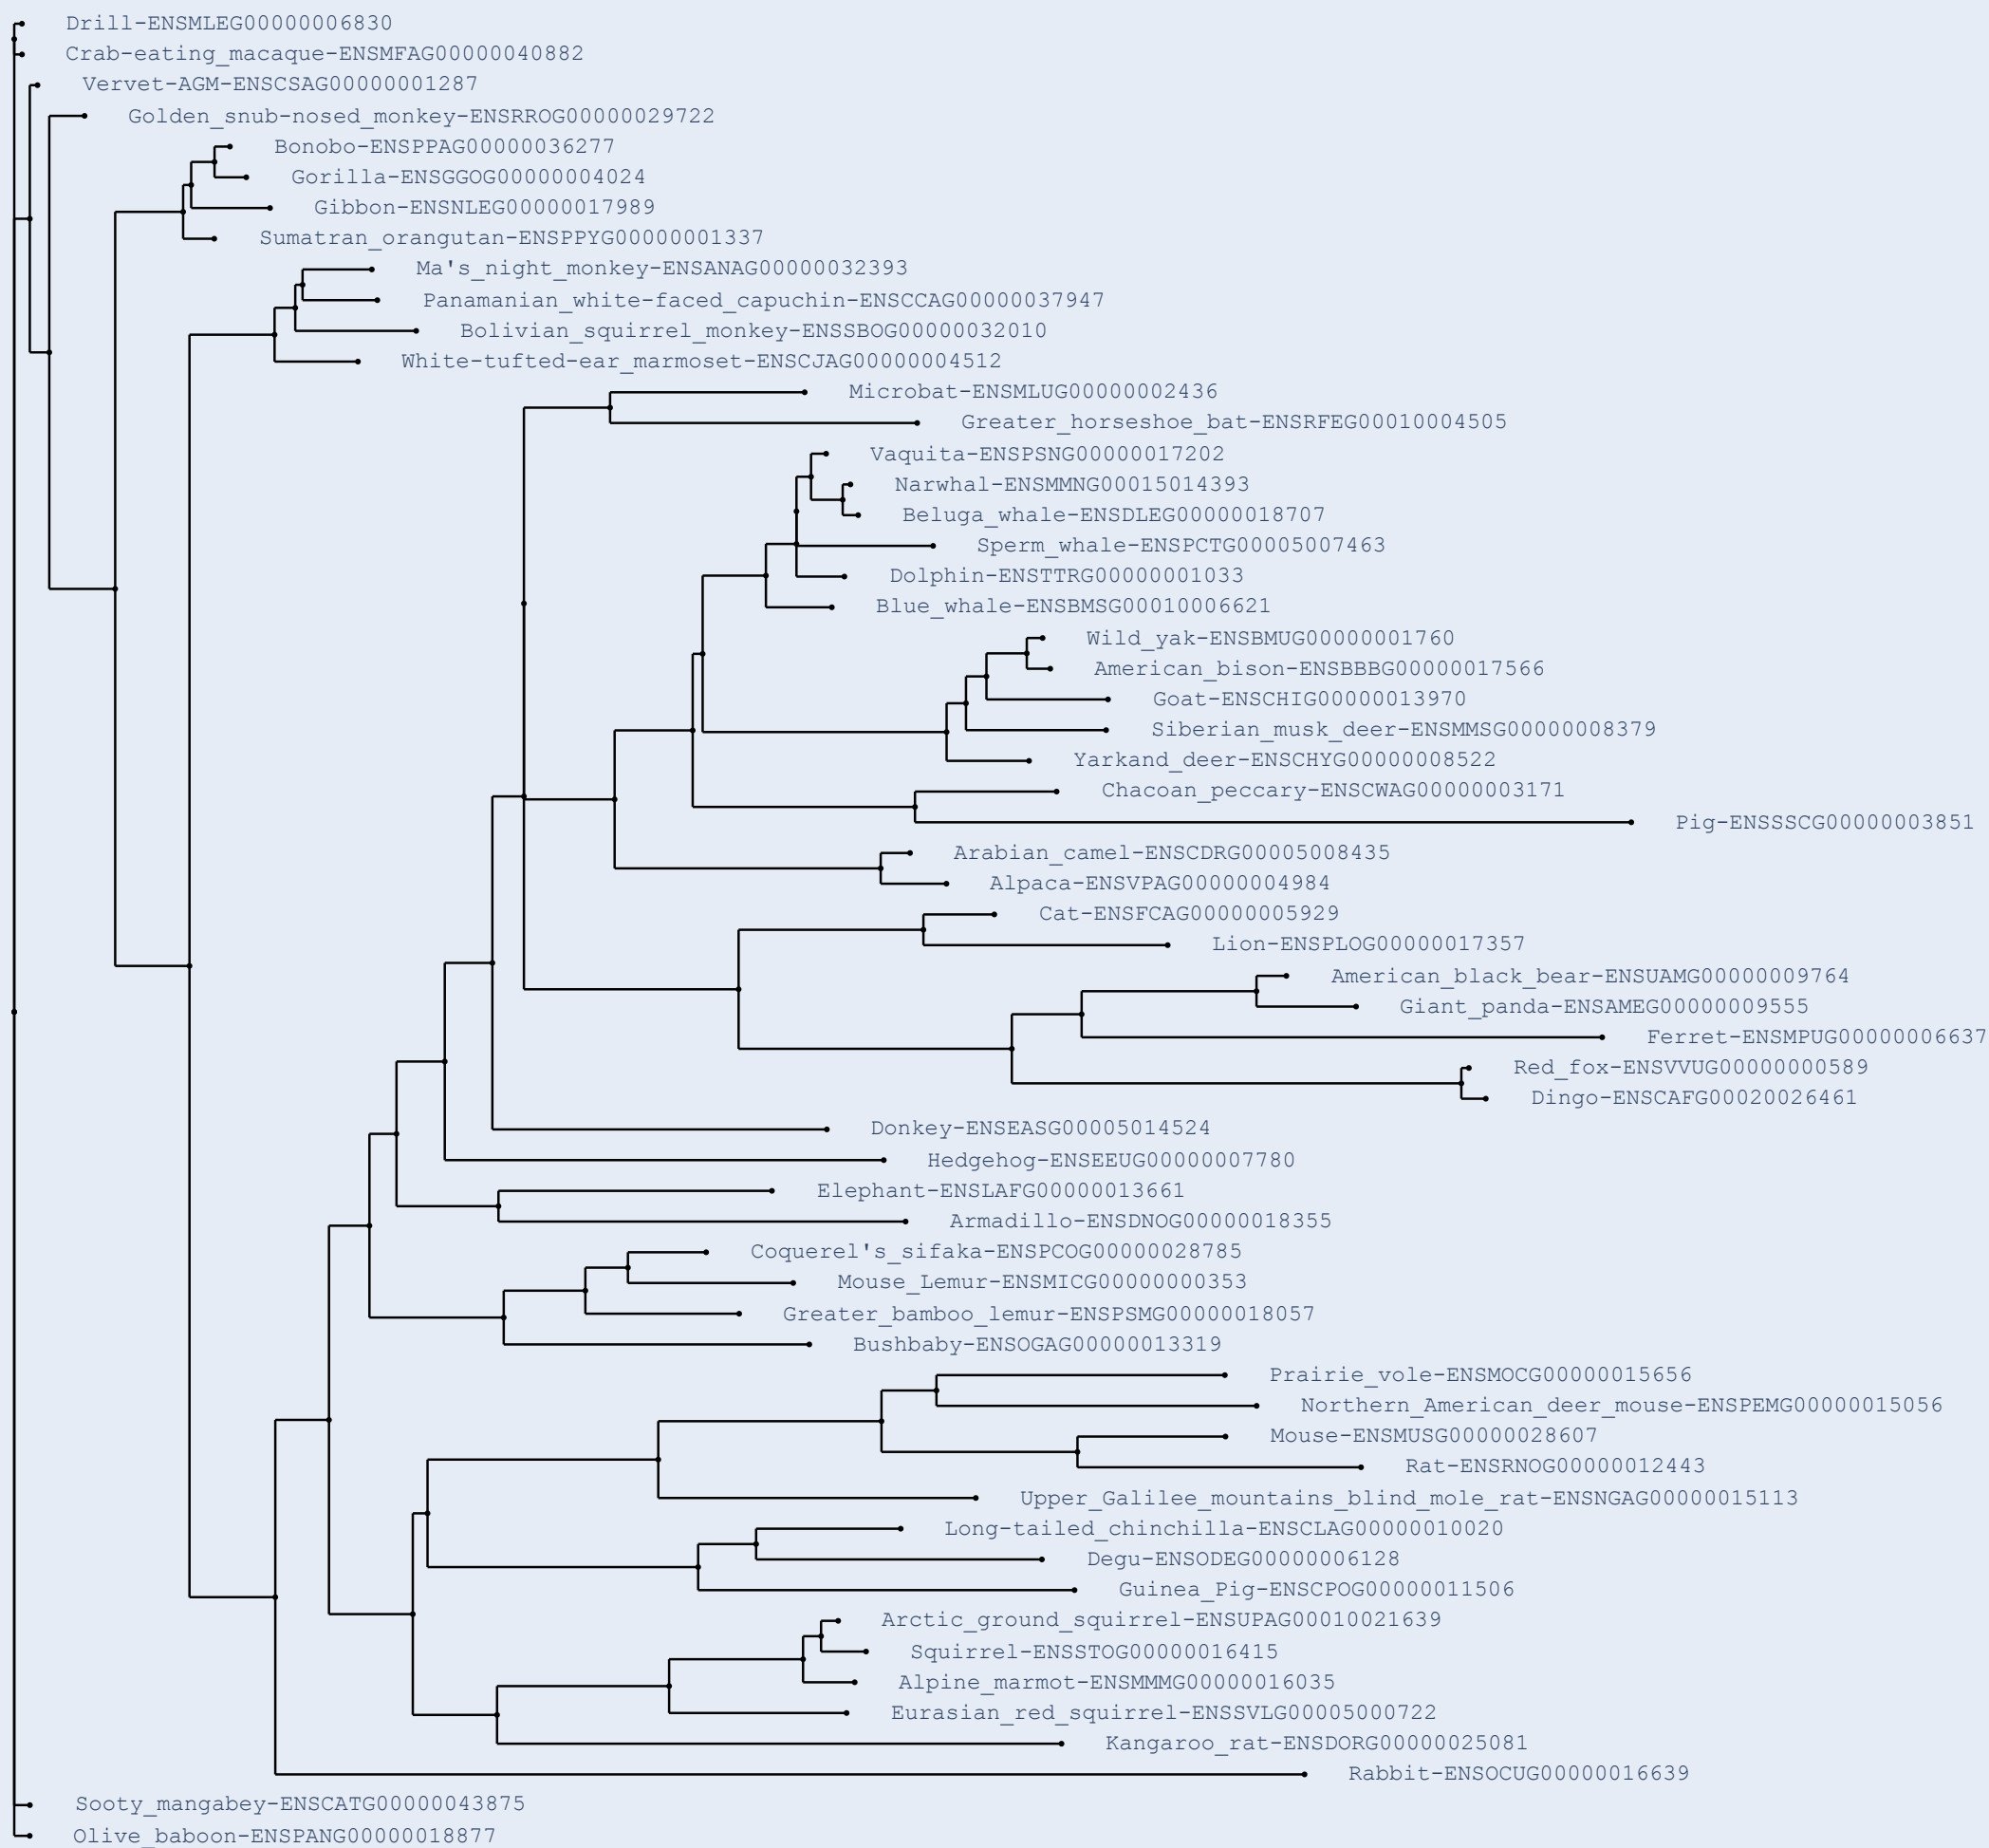 Drill-ENSMLEG00000006830
Crab-eating_macaque-ENSMFAG00000040882
Vervet-AGM-ENSCSAG00000001287
Golden_snub-nosed_monkey-ENSRROG00000029722
Bonobo-ENSPPAG00000036277
Gorilla-ENSGGOG00000004024
Gibbon-ENSNLEG00000017989
Sumatran_orangutan-ENSPPYG00000001337
Ma's_night_monkey-ENSANAG00000032393
Panamanian_white-faced_capuchin-ENSCCAG00000037947
Bolivian_squirrel_monkey-ENSSBOG00000032010
White-tufted-ear_marmoset-ENSCJAG00000004512
Microbat-ENSMLUG00000002436
Greater_horseshoe_bat-ENSRFEG00010004505
Vaquita-ENSPSNG00000017202
Narwhal-ENSMMNG00015014393
Beluga_whale-ENSDLEG00000018707
Sperm_whale-ENSPCTG00005007463
Dolphin-ENSTTRG00000001033
Blue_whale-ENSBMSG00010006621
Wild_yak-ENSBMUG00000001760
American_bison-ENSBBBG00000017566
Goat-ENSCHIG00000013970
Siberian_musk_deer-ENSMMSG00000008379
Yarkand_deer-ENSCHYG00000008522
Chacoan_peccary-ENSCWAG00000003171
Pig-ENSSSCG00000003851
Arabian_camel-ENSCDRG00005008435
Alpaca-ENSVPAG00000004984
Cat-ENSFCAG00000005929
Lion-ENSPLOG00000017357
American_black_bear-ENSUAMG00000009764
Giant_panda-ENSAMEG00000009555
Ferret-ENSMPUG00000006637
Red_fox-ENSVVUG00000000589
Dingo-ENSCAFG00020026461
Donkey-ENSEASG00005014524
Hedgehog-ENSEEUG00000007780
Elephant-ENSLAFG00000013661
Armadillo-ENSDNOG00000018355
Coquerel's_sifaka-ENSPCOG00000028785
Mouse_Lemur-ENSMICG00000000353
Greater_bamboo_lemur-ENSPSMG00000018057
Bushbaby-ENSOGAG00000013319
Prairie_vole-ENSMOCG00000015656
Northern_American_deer_mouse-ENSPEMG00000015056
Mouse-ENSMUSG00000028607
Rat-ENSRNOG00000012443
Upper_Galilee_mountains_blind_mole_rat-ENSNGAG00000015113
Long-tailed_chinchilla-ENSCLAG00000010020
Degu-ENSODEG00000006128
Guinea_Pig-ENSCPOG00000011506
Arctic_ground_squirrel-ENSUPAG00010021639
Squirrel-ENSSTOG00000016415
Alpine_marmot-ENSMMMG00000016035
Eurasian_red_squirrel-ENSSVLG00005000722
Kangaroo_rat-ENSDORG00000025081
Rabbit-ENSOCUG00000016639
Sooty_mangabey-ENSCATG00000043875
Olive_baboon-ENSPANG00000018877